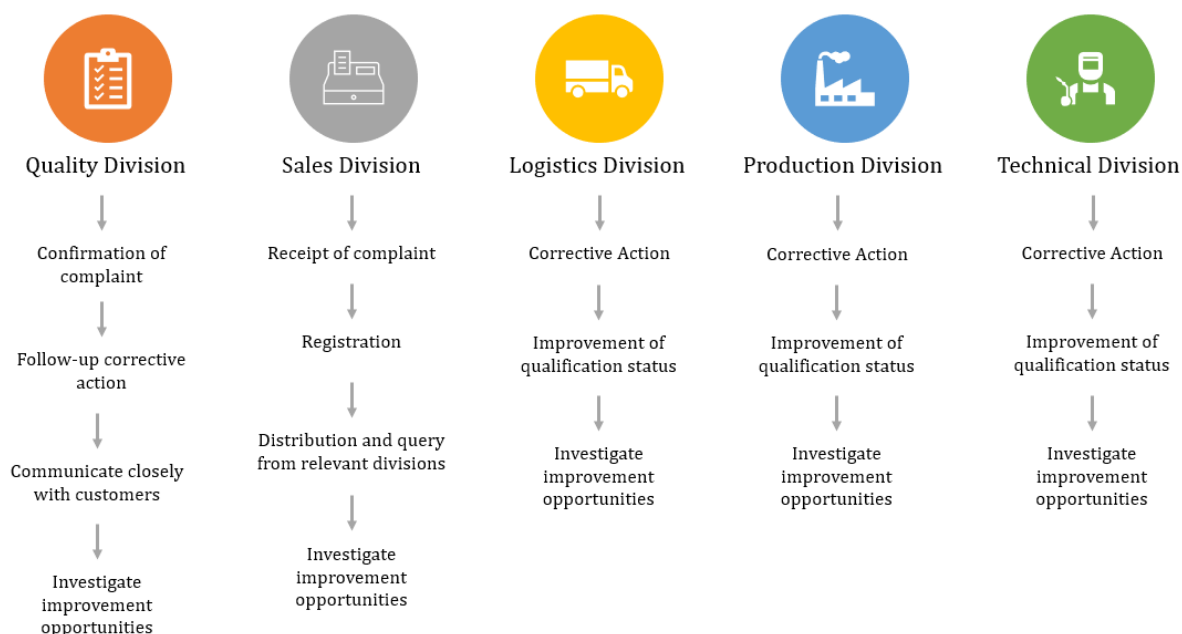 Quality Division
Confirmation of
complaint
Follow-up corrective
action
Communicate closely
with customers
Investigate
improvement
opportunities
Sales Division
Receipt of complaint
Registration
Distribution and query
from relevant divisions
Investigate
improvement
opportunities
Logistics Division
Corrective Action
Improvement of
qualification status
Investigate
improvement
opportunities
Production Division
Corrective Action
Improvement of
qualification status
Investigate
improvement
opportunities
Technical Division
Corrective Action
Improvement of
qualification status
Investigate
improvement
opportunities